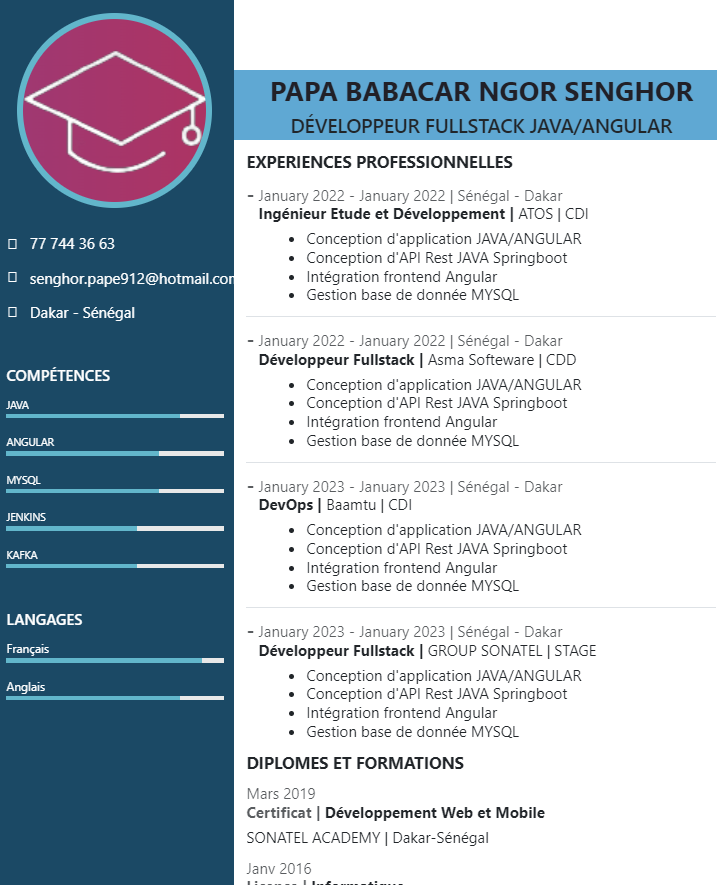 77 744 36 63
senghor.pape912@hotmail.com
Dakar - Sénégal
COMPÉTENCES
JAVA
ANGULAR
MYSQL
JENKINS
KAFKA
LANGAGES
Français
Anglais
PAPA BABACAR NGOR SENGHOR
DÉVELOPPEUR FULLSTACK JAVA/ANGULAR
EXPERIENCES PROFESSIONNELLES
- January 2022 - January 2022 | Sénégal - Dakar
Ingénieur Etude et Développement | ATOS | CDI
• Conception d'application JAVA/ANGULAR
• Conception d'API Rest JAVA Springboot
• Intégration frontend Angular
• Gestion base de donnée MYSQL
- January 2022 - January 2022 | Sénégal - Dakar
Développeur Fullstack | Asma Softeware | CDD
• Conception d'application JAVA/ANGULAR
• Conception d'API Rest JAVA Springboot
• Intégration frontend Angular
• Gestion base de donnée MYSQL
- January 2023 - January 2023 | Sénégal - Dakar
DevOps | Baamtu | CDI
• Conception d'application JAVA/ANGULAR
• Conception d'API Rest JAVA Springboot
• Intégration frontend Angular
• Gestion base de donnée MYSQL
- January 2023 - January 2023 | Sénégal - Dakar
Développeur Fullstack | GROUP SONATEL | STAGE
• Conception d'application JAVA/ANGULAR
• Conception d'API Rest JAVA Springboot
• Intégration frontend Angular
• Gestion base de donnée MYSQL
DIPLOMES ET FORMATIONS
Mars 2019
Certificat | Développement Web et Mobile
SONATEL ACADEMY | Dakar-Sénégal
Janv 2016
Licence | Informatique